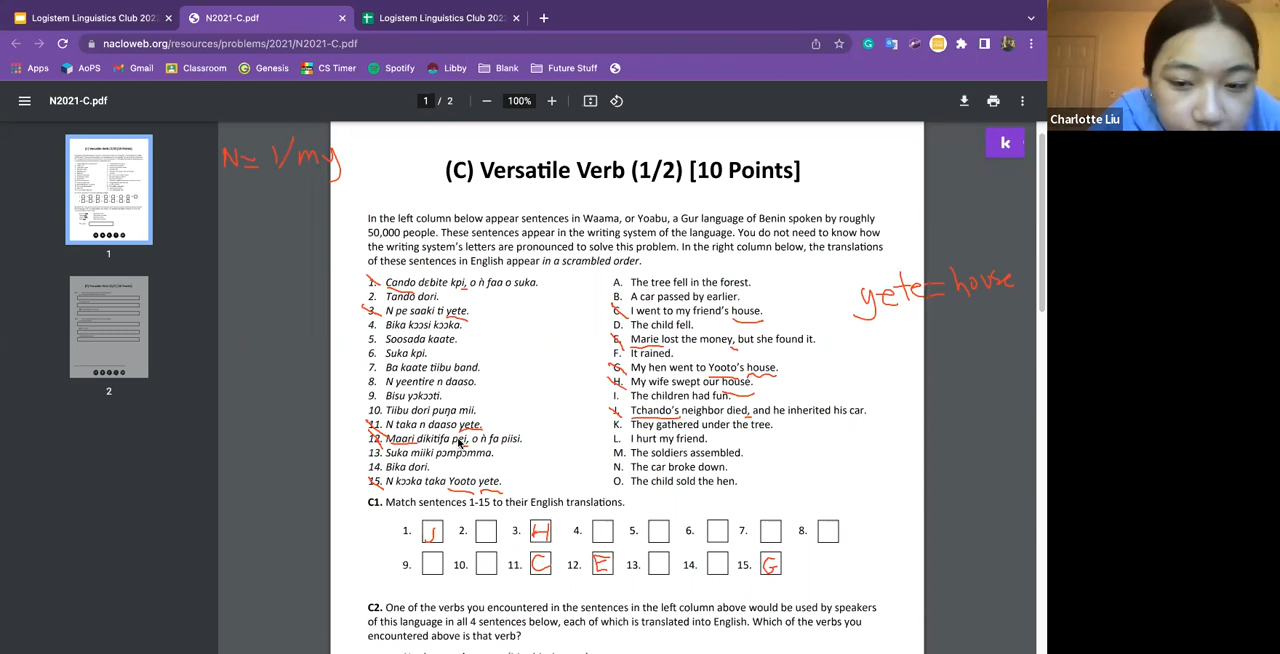 Logistem Linguistics Club 202
N2021-C.pdf
Logistem Linguistics Club 2022
nacloweb.org/resources/problems/2021/N2021-C.pdf
Apps AoPS Gmail Classroom Genesis CS Timer Spotify Libby Blank Future Stuff
N2021-C.pdf
1 / 2
100%
Charlotte Liu
k
N = I/my
(C) Versatile Verb (1/2) [10 Points]
In the left column below appear sentences in Waama, or Yoabu, a Gur language of Benin spoken by roughly
50,000 people. These sentences appear in the writing system of the language. You do not need to know how
the writing system's letters are pronounced to solve this problem. In the right column below, the translations
of these sentences in English appear in a scrambled order.
yete = house
1. Cando dɛbite kpi, o ǹ faa o suka.
2. Tando dori.
3. N pe saaki ti yete.
4. Bika kɔɔsi kɔɔka.
5. Soosada kaate.
6. Suka kpi.
7. Ba kaate tiibu band.
8. N yeentire n daaso.
9. Bisu yɔkɔɔti.
10. Tiibu dori puŋa mii.
11. N taka n daaso yete.
12. Maari dikitifa pei, o ǹ fa piisi.
13. Suka miiki pɔmpɔmma.
14. Bika dori.
15. N kɔɔka taka Yooto yete.
A. The tree fell in the forest.
B. A car passed by earlier.
C. I went to my friend's house.
D. The child fell.
E. Marie lost the money, but she found it.
F. It rained.
G. My hen went to Yooto's house.
H. My wife swept our house.
I. The children had fun.
J. Tchando's neighbor died, and he inherited his car.
K. They gathered under the tree.
L. I hurt my friend.
M. The soldiers assembled.
N. The car broke down.
O. The child sold the hen.
C1. Match sentences 1-15 to their English translations.
1. J 2. 3. H 4. 5. 6. 7. 8.
9. 10. 11. C 12. E 13. 14. 15. G
C2. One of the verbs you encountered in the sentences in the left column above would be used by speakers
of this language in all 4 sentences below, each of which is translated into English. Which of the verbs you
encountered above is that verb?
1
2